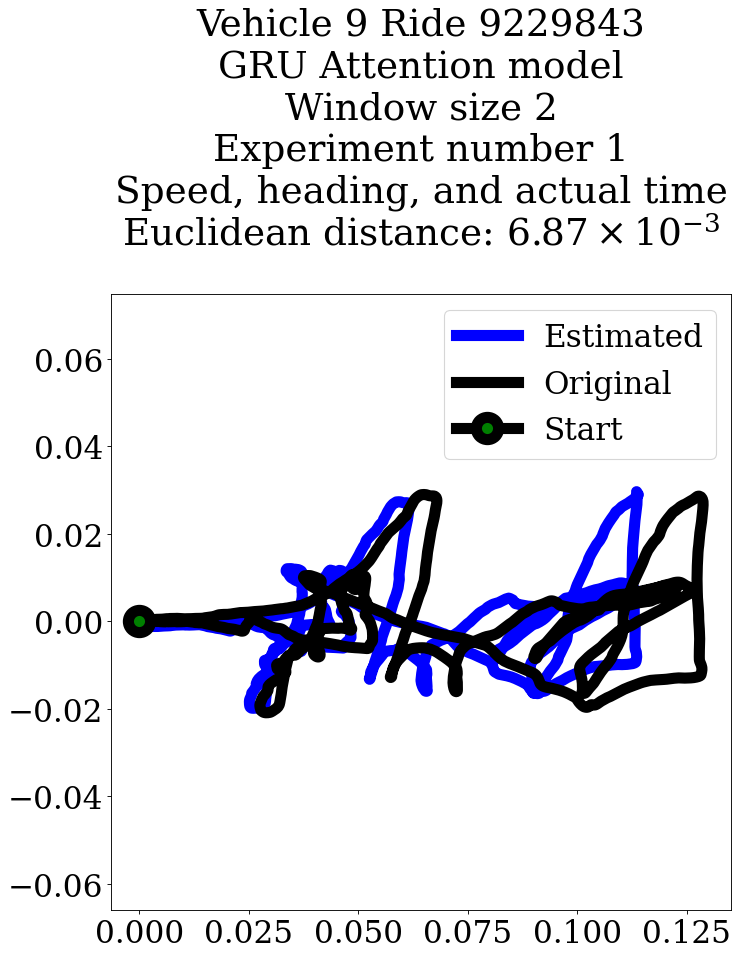 Vehicle 9 Ride 9229843
GRU Attention model
Window size 2
Experiment number 1
Speed, heading, and actual time
Euclidean distance: 6.87 × 10⁻³
Estimated
Original
Start
0.06
0.04
0.02
0.00
−0.02
−0.04
−0.06
0.000 0.025 0.050 0.075 0.100 0.125